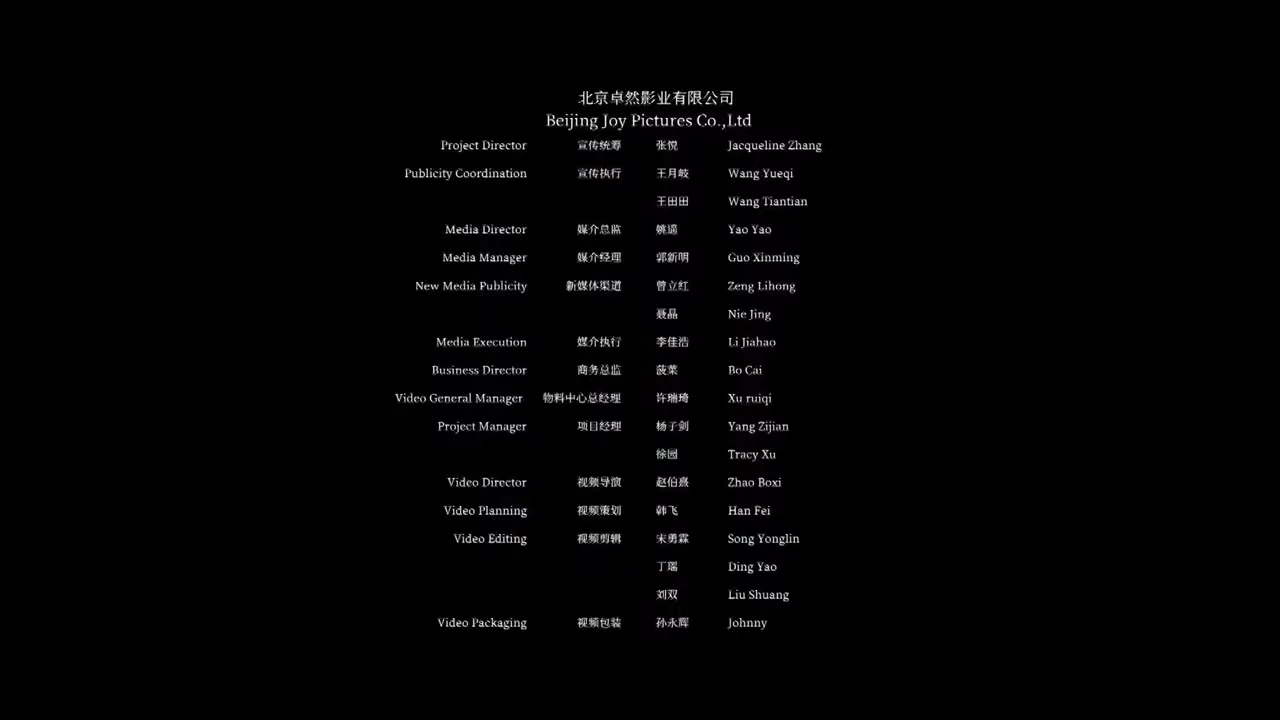 北京卓然影业有限公司
Beijing Joy Pictures Co.,Ltd
Project Director 宣传统筹 张悦 Jacqueline Zhang
Publicity Coordination 宣传执行 王月岐 Wang Yueqi
王田田 Wang Tiantian
Media Director 媒介总监 姚遥 Yao Yao
Media Manager 媒介经理 郭新明 Guo Xinming
New Media Publicity 新媒体渠道 曾立红 Zeng Lihong
聂晶 Nie Jing
Media Execution 媒介执行 李佳浩 Li Jiahao
Business Director 商务总监 菠菜 Bo Cai
Video General Manager 物料中心总经理 许瑞琦 Xu ruiqi
Project Manager 项目经理 杨子剑 Yang Zijian
徐园 Tracy Xu
Video Director 视频导演 赵伯熹 Zhao Boxi
Video Planning 视频策划 韩飞 Han Fei
Video Editing 视频剪辑 宋勇霖 Song Yonglin
丁瑶 Ding Yao
刘双 Liu Shuang
Video Packaging 视频包装 孙永辉 Johnny